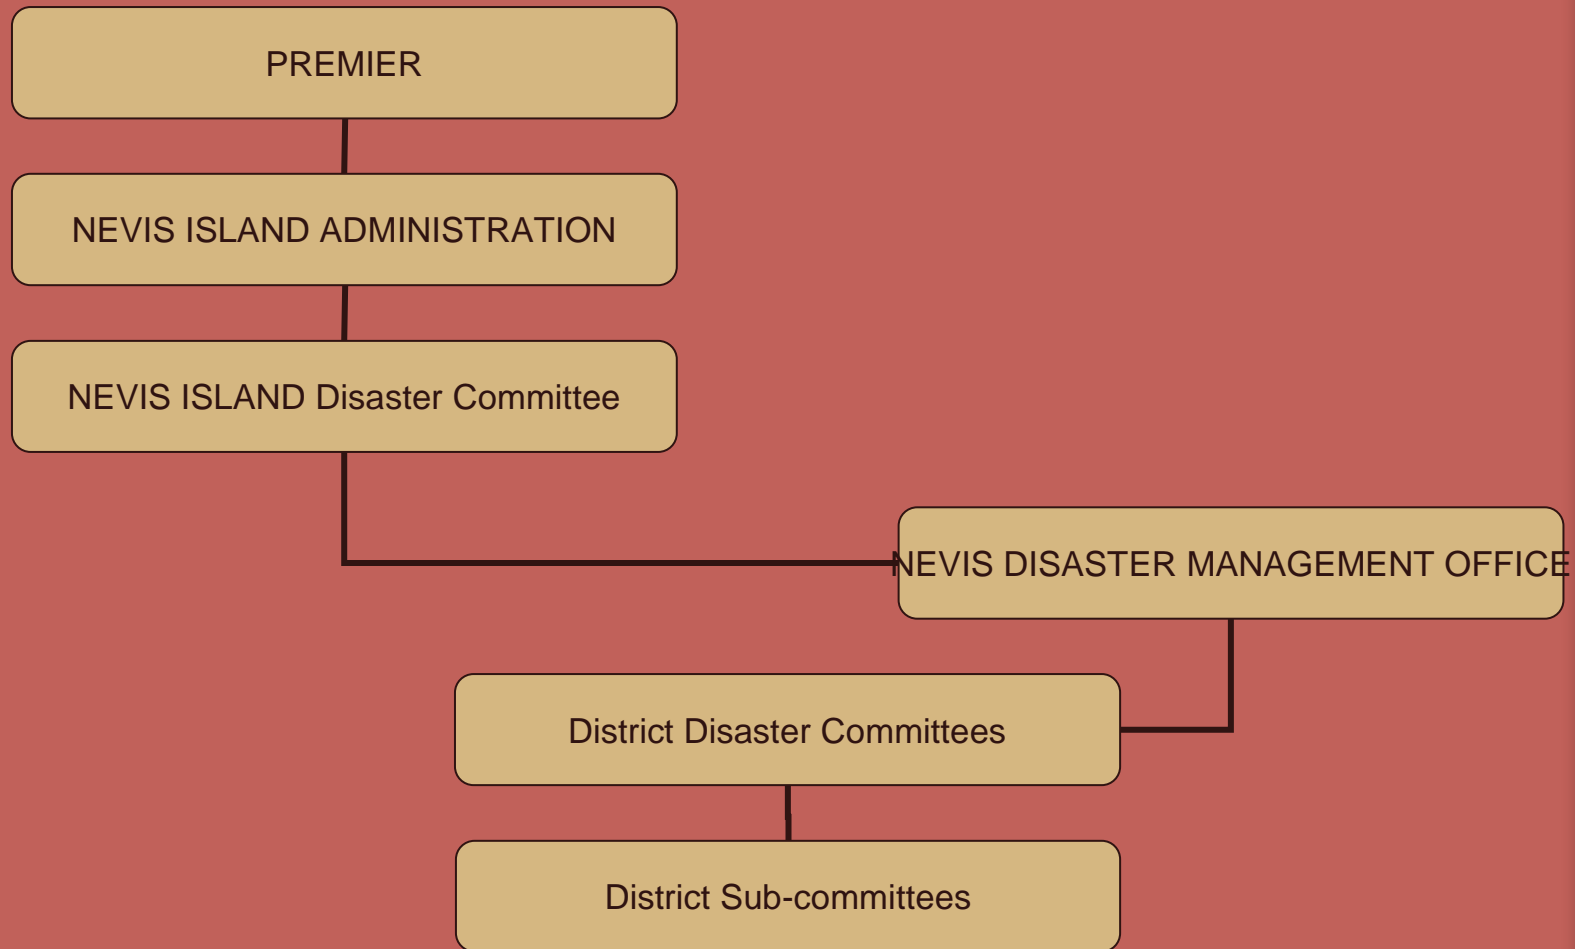 PREMIER
NEVIS ISLAND ADMINISTRATION
NEVIS ISLAND Disaster Committee
NEVIS DISASTER MANAGEMENT OFFICE
District Disaster Committees
District Sub-committees